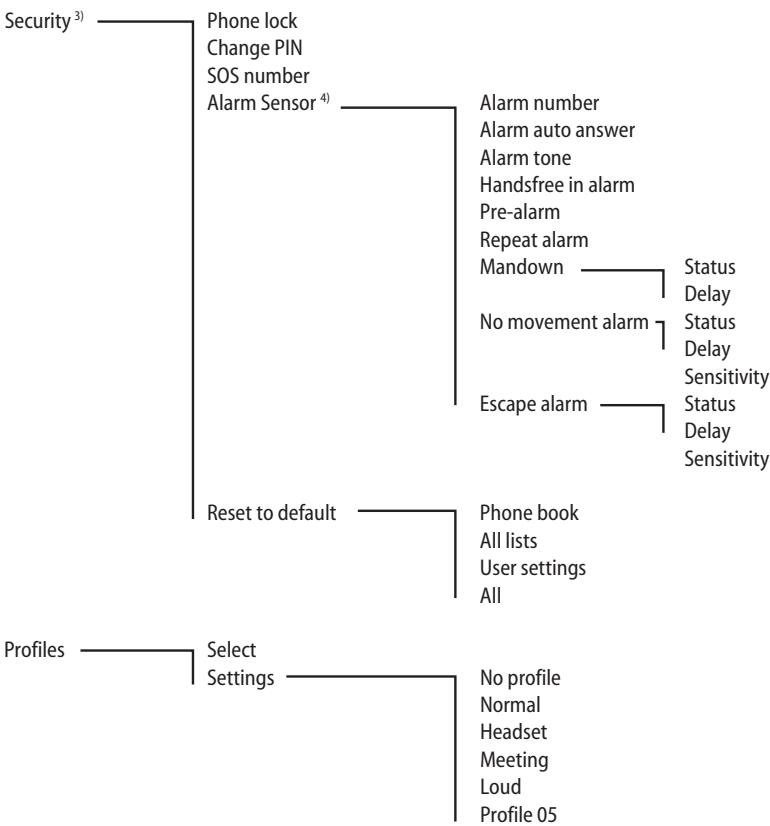 Security 3) Phone lock
Change PIN
SOS number
Alarm Sensor 4) Alarm number
Alarm auto answer
Alarm tone
Handsfree in alarm
Pre-alarm
Repeat alarm
Mandown Status
Delay
No movement alarm Status
Delay
Sensitivity
Escape alarm Status
Delay
Sensitivity
Reset to default Phone book
All lists
User settings
All
Profiles Select
Settings No profile
Normal
Headset
Meeting
Loud
Profile 05